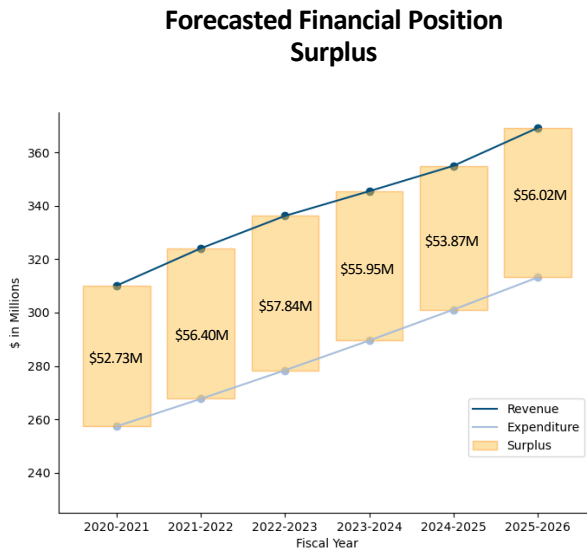 Forecasted Financial Position
Surplus
$ in Millions
360
340
320
300
280
260
240
$52.73M
$56.40M
$57.84M
$55.95M
$53.87M
$56.02M
Revenue
Expenditure
Surplus
2020-2021
2021-2022
2022-2023
2023-2024
2024-2025
2025-2026
Fiscal Year